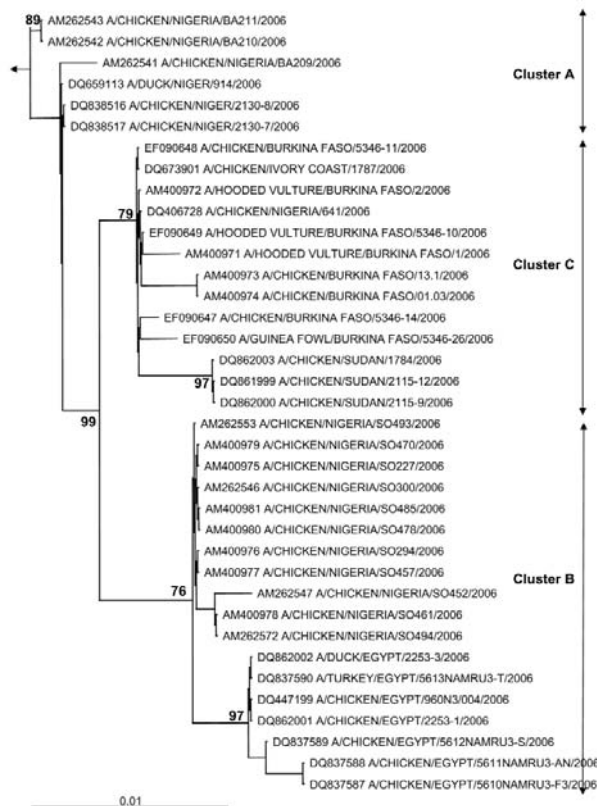 89
AM262543 A/CHICKEN/NIGERIA/BA211/2006
AM262542 A/CHICKEN/NIGERIA/BA210/2006
AM262541 A/CHICKEN/NIGERIA/BA209/2006
Cluster A
DQ659113 A/DUCK/NIGER/914/2006
DQ838516 A/CHICKEN/NIGER/2130-8/2006
DQ838517 A/CHICKEN/NIGER/2130-7/2006
EF090648 A/CHICKEN/BURKINA FASO/5346-11/2006
DQ673901 A/CHICKEN/IVORY COAST/1787/2006
AM400972 A/HOODED VULTURE/BURKINA FASO/2/2006
79
DQ406728 A/CHICKEN/NIGERIA/641/2006
EF090649 A/HOODED VULTURE/BURKINA FASO/5346-10/2006
AM400971 A/HOODED VULTURE/BURKINA FASO/1/2006
Cluster C
AM400973 A/CHICKEN/BURKINA FASO/13.1/2006
AM400974 A/CHICKEN/BURKINA FASO/01.03/2006
EF090647 A/CHICKEN/BURKINA FASO/5346-14/2006
EF090650 A/GUINEA FOWL/BURKINA FASO/5346-26/2006
DQ862003 A/CHICKEN/SUDAN/1784/2006
97
DQ861999 A/CHICKEN/SUDAN/2115-12/2006
DQ862000 A/CHICKEN/SUDAN/2115-9/2006
99
AM262553 A/CHICKEN/NIGERIA/SO493/2006
AM400979 A/CHICKEN/NIGERIA/SO470/2006
AM400975 A/CHICKEN/NIGERIA/SO227/2006
AM262546 A/CHICKEN/NIGERIA/SO300/2006
AM400981 A/CHICKEN/NIGERIA/SO485/2006
AM400980 A/CHICKEN/NIGERIA/SO478/2006
AM400976 A/CHICKEN/NIGERIA/SO294/2006
AM400977 A/CHICKEN/NIGERIA/SO457/2006
Cluster B
76
AM262547 A/CHICKEN/NIGERIA/SO452/2006
AM400978 A/CHICKEN/NIGERIA/SO461/2006
AM262572 A/CHICKEN/NIGERIA/SO494/2006
DQ862002 A/DUCK/EGYPT/2253-3/2006
DQ837590 A/TURKEY/EGYPT/5613NAMRU3-T/2006
DQ447199 A/CHICKEN/EGYPT/960N3/004/2006
97
DQ862001 A/CHICKEN/EGYPT/2253-1/2006
DQ837589 A/CHICKEN/EGYPT/5612NAMRU3-S/2006
DQ837588 A/CHICKEN/EGYPT/5611NAMRU3-AN/2006
DQ837587 A/CHICKEN/EGYPT/5610NAMRU3-F3/2006
0.01